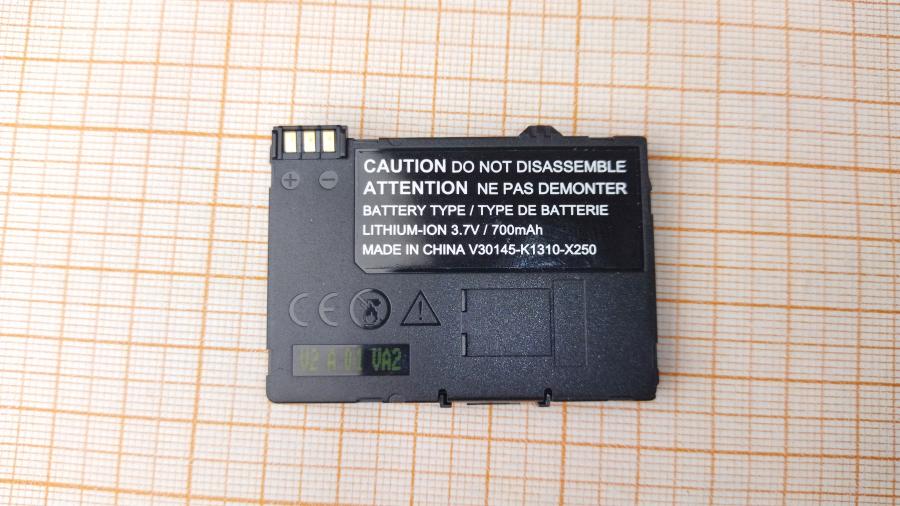 CAUTION DO NOT DISASSEMBLE
ATTENTION NE PAS DEMONTER
BATTERY TYPE / TYPE DE BATTERIE
LITHIUM-ION 3.7V / 700mAh
MADE IN CHINA V30145-K1310-X250
+ −
CE
V2 A 01 VA2